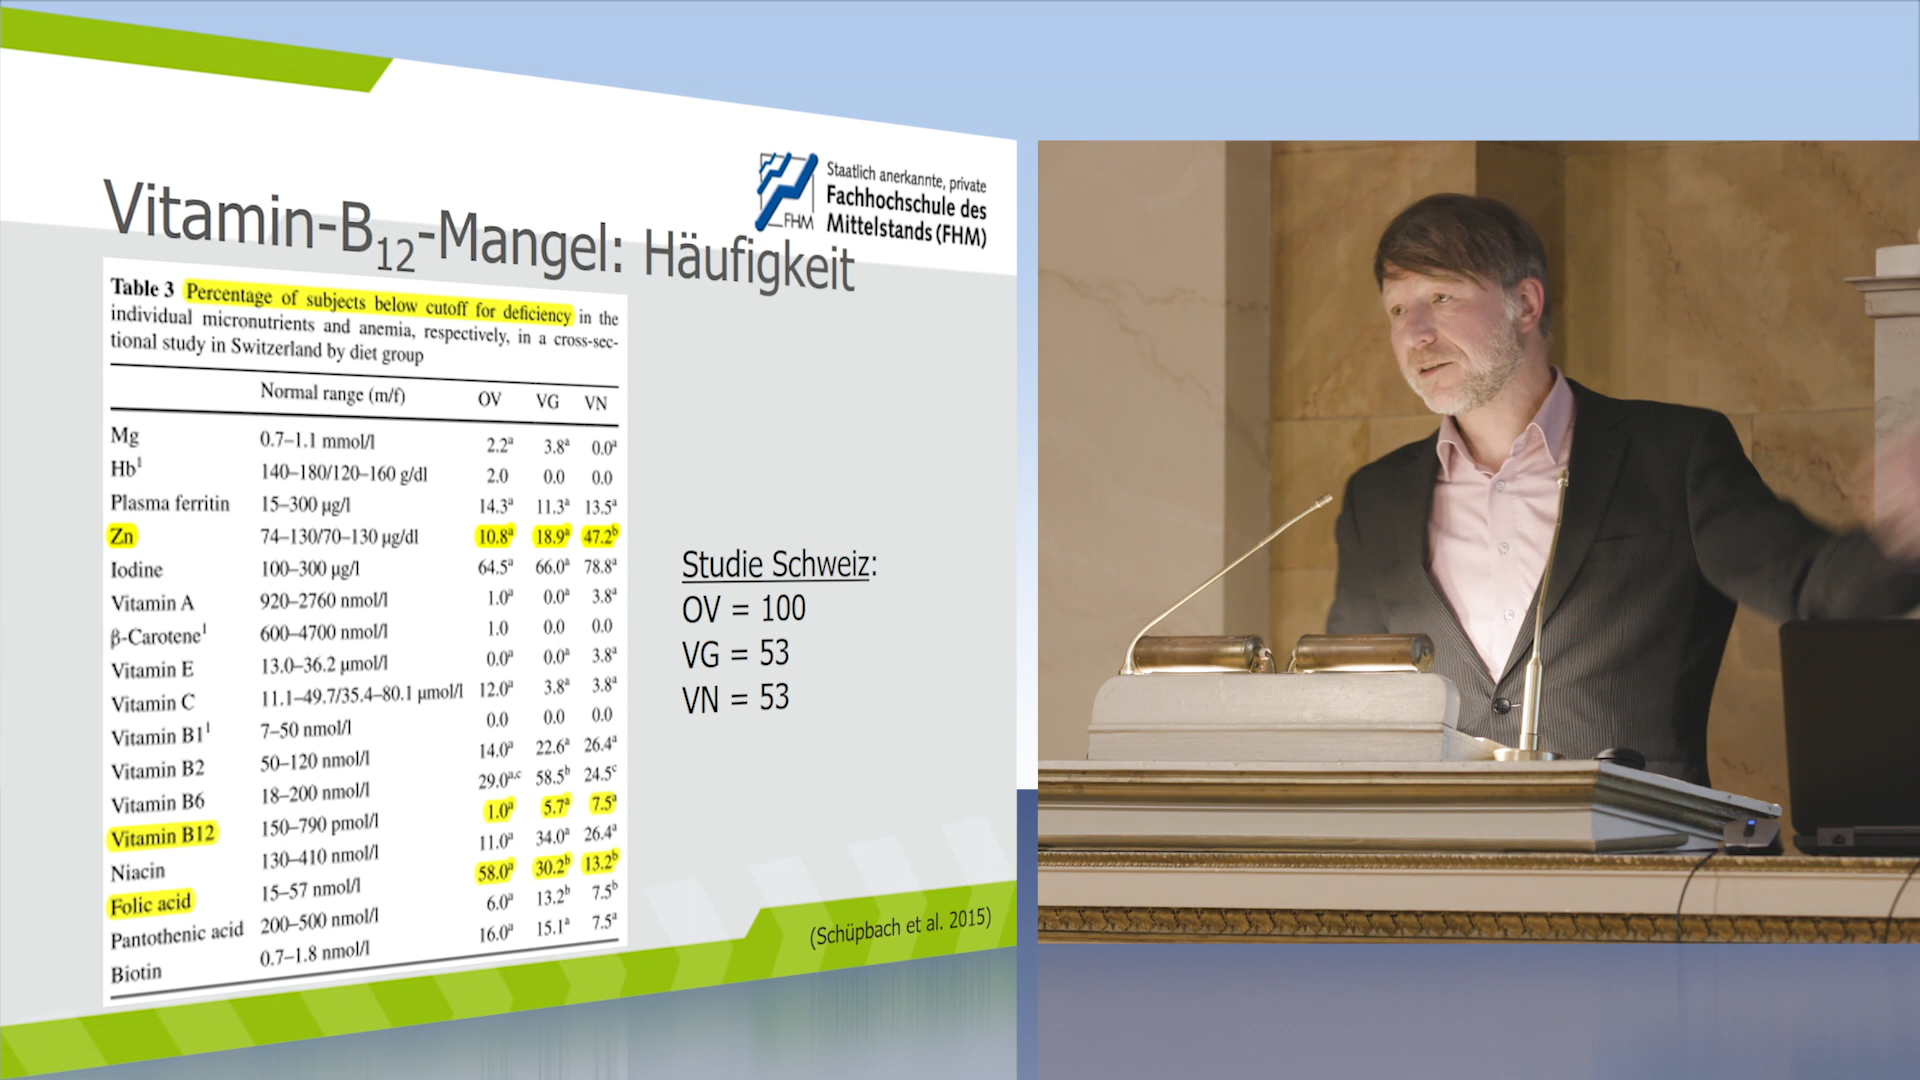 Staatlich anerkannte, private
Fachhochschule des
Mittelstands (FHM)
FHM
Vitamin-B12-Mangel: Häufigkeit
Table 3 Percentage of subjects below cutoff for deficiency in the
individual micronutrients and anemia, respectively, in a cross-sec-
tional study in Switzerland by diet group
Normal range (m/f) OV VG VN
Mg 0.7–1.1 mmol/l 2.2ᵃ 3.8ᵃ 0.0ᵃ
Hb¹ 140–180/120–160 g/dl 2.0 0.0 0.0
Plasma ferritin 15–300 µg/l 14.3ᵃ 11.3ᵃ 13.5ᵃ
Zn 74–130/70–130 µg/dl 10.8ᵃ 18.9ᵃ 47.2ᵇ
Iodine 100–300 µg/l 64.5ᵃ 66.0ᵃ 78.8ᵃ
Vitamin A 920–2760 nmol/l 1.0ᵃ 0.0ᵃ 3.8ᵃ
β-Carotene¹ 600–4700 nmol/l 1.0 0.0 0.0
Vitamin E 13.0–36.2 µmol/l 0.0ᵃ 0.0ᵃ 3.8ᵃ
Vitamin C 11.1–49.7/35.4–80.1 µmol/l 12.0ᵃ 3.8ᵃ 3.8ᵃ
Vitamin B1¹ 7–50 nmol/l 0.0 0.0 0.0
Vitamin B2 50–120 nmol/l 14.0ᵃ 22.6ᵃ 26.4ᵃ
Vitamin B6 18–200 nmol/l 29.0ᵃ,ᶜ 58.5ᵇ 24.5ᶜ
Vitamin B12 150–790 pmol/l 1.0ᵃ 5.7ᵃ 7.5ᵃ
Niacin 130–410 nmol/l 11.0ᵃ 34.0ᵃ 26.4ᵃ
Folic acid 15–57 nmol/l 58.0ᵃ 30.2ᵇ 13.2ᵇ
Pantothenic acid 200–500 nmol/l 6.0ᵃ 13.2ᵇ 7.5ᵇ
Biotin 0.7–1.8 nmol/l 16.0ᵃ 15.1ᵃ 7.5ᵃ
Studie Schweiz:
OV = 100
VG = 53
VN = 53
(Schüpbach et al. 2015)